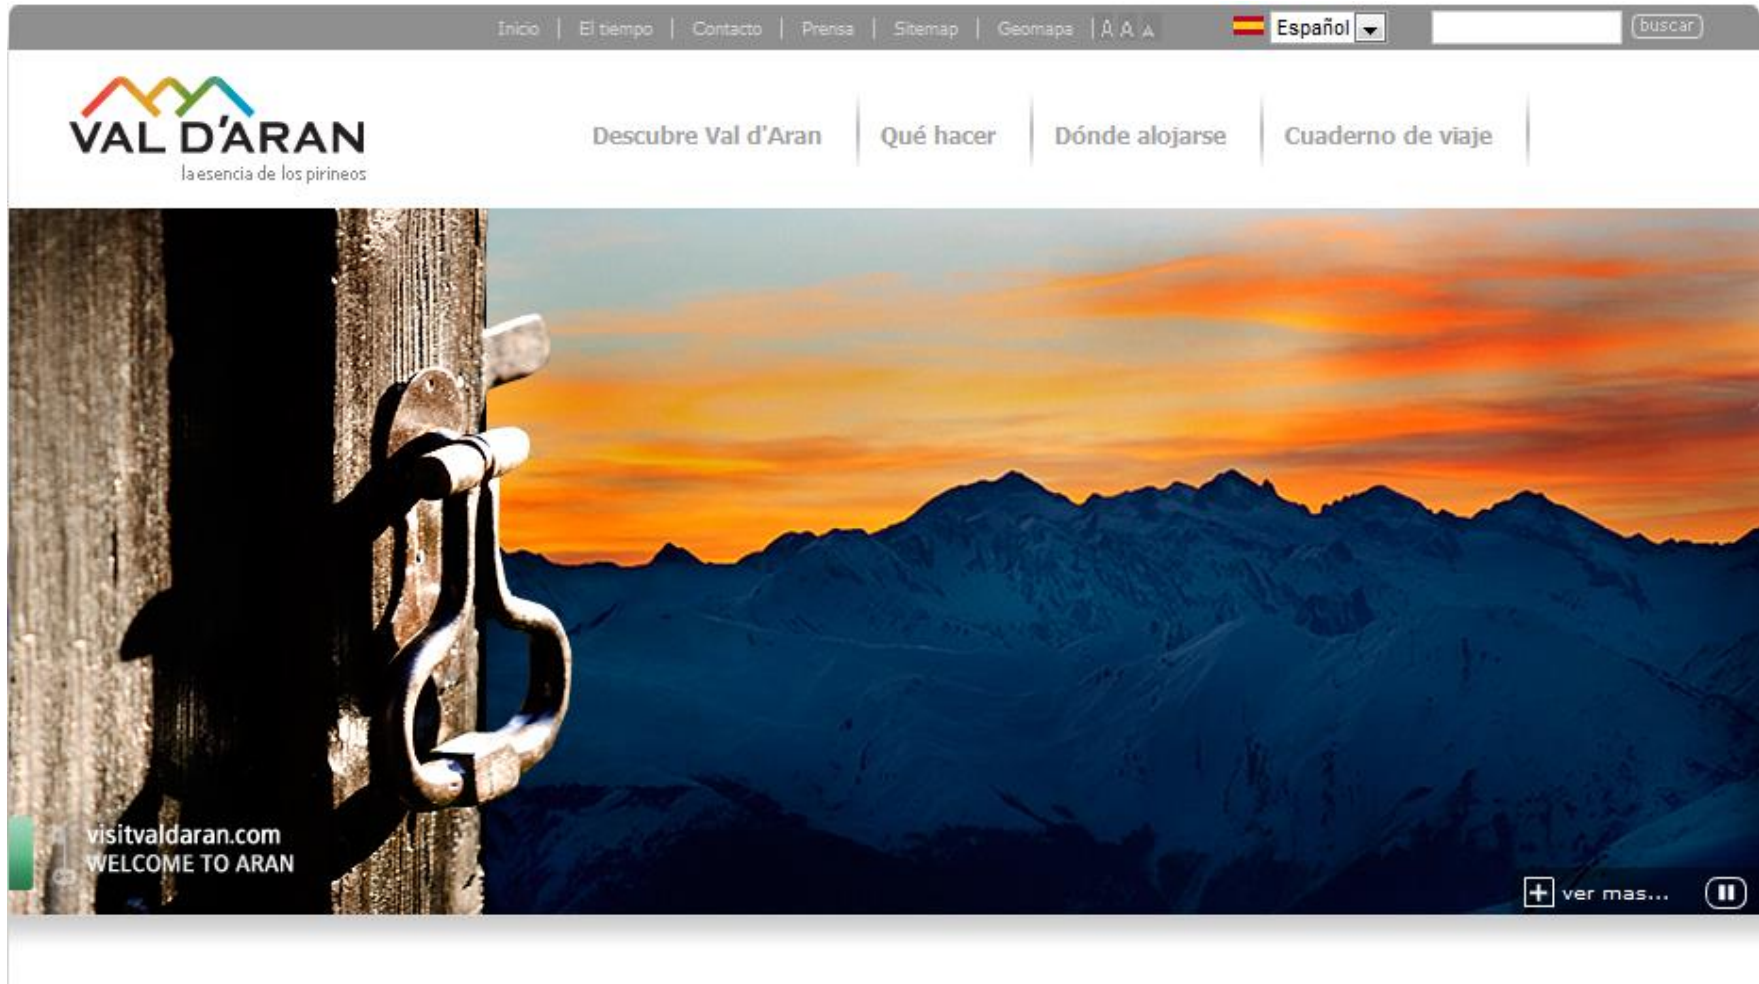 Inicio | El tiempo | Contacto | Prensa | Sitemap | Geomapa | A A A Español buscar
VAL D'ARAN
la esencia de los pirineos
Descubre Val d'Aran Qué hacer Dónde alojarse Cuaderno de viaje
visitvaldaran.com
WELCOME TO ARAN
ver mas...